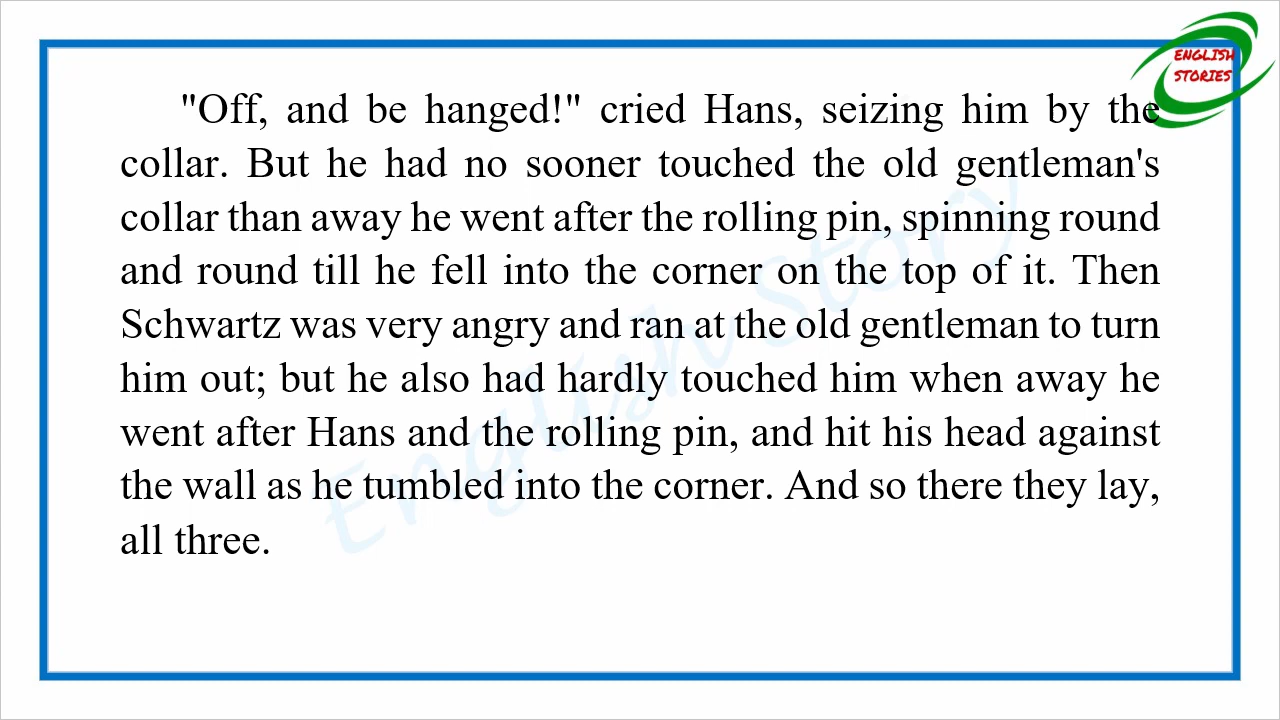 ENGLISH
STORIES
"Off, and be hanged!" cried Hans, seizing him by the
collar. But he had no sooner touched the old gentleman's
collar than away he went after the rolling pin, spinning round
and round till he fell into the corner on the top of it. Then
Schwartz was very angry and ran at the old gentleman to turn
him out; but he also had hardly touched him when away he
went after Hans and the rolling pin, and hit his head against
the wall as he tumbled into the corner. And so there they lay,
all three.
English Story